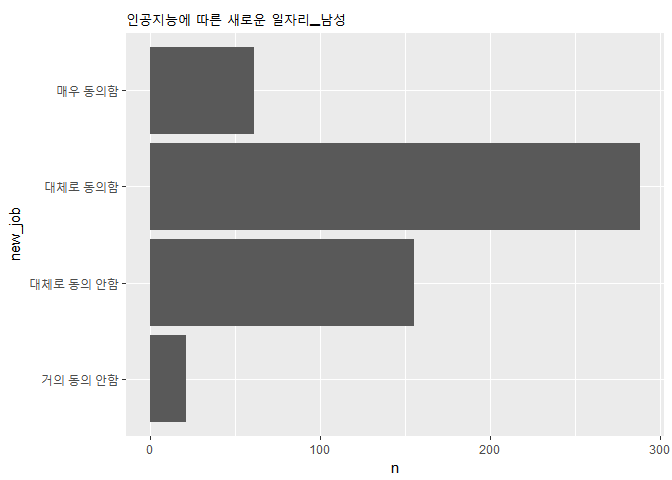 인공지능에 따른 새로운 일자리_남성
매우 동의함
대체로 동의함
대체로 동의 안함
거의 동의 안함
new_job
0 100 200 300
n